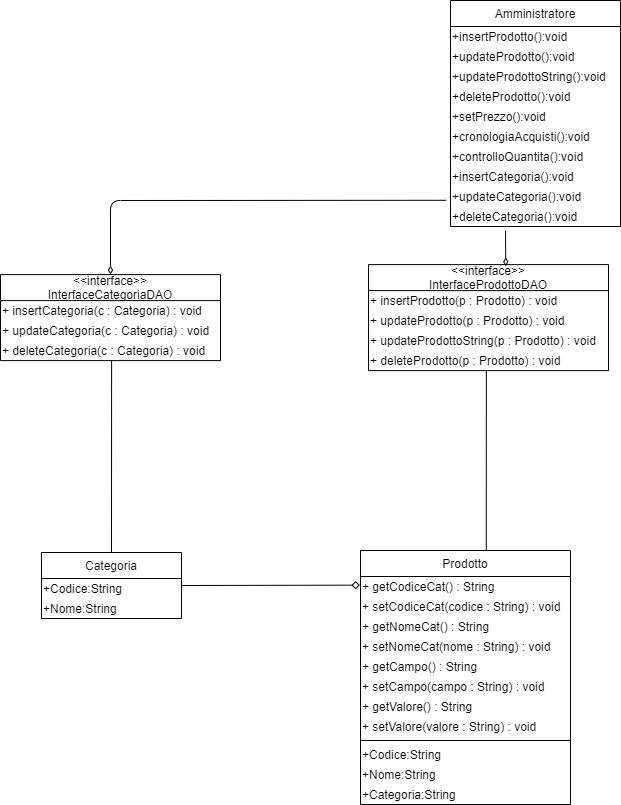 Amministratore
+insertProdotto():void
+updateProdotto():void
+updateProdottoString():void
+deleteProdotto():void
+setPrezzo():void
+cronologiaAcquisti():void
+controlloQuantita():void
+insertCategoria():void
+updateCategoria():void
+deleteCategoria():void
<<interface>>
InterfaceCategoriaDAO
+ insertCategoria(c : Categoria) : void
+ updateCategoria(c : Categoria) : void
+ deleteCategoria(c : Categoria) : void
<<interface>>
InterfaceProdottoDAO
+ insertProdotto(p : Prodotto) : void
+ updateProdotto(p : Prodotto) : void
+ updateProdottoString(p : Prodotto) : void
+ deleteProdotto(p : Prodotto) : void
Categoria
+Codice:String
+Nome:String
Prodotto
+ getCodiceCat() : String
+ setCodiceCat(codice : String) : void
+ getNomeCat() : String
+ setNomeCat(nome : String) : void
+ getCampo() : String
+ setCampo(campo : String) : void
+ getValore() : String
+ setValore(valore : String) : void
+Codice:String
+Nome:String
+Categoria:String